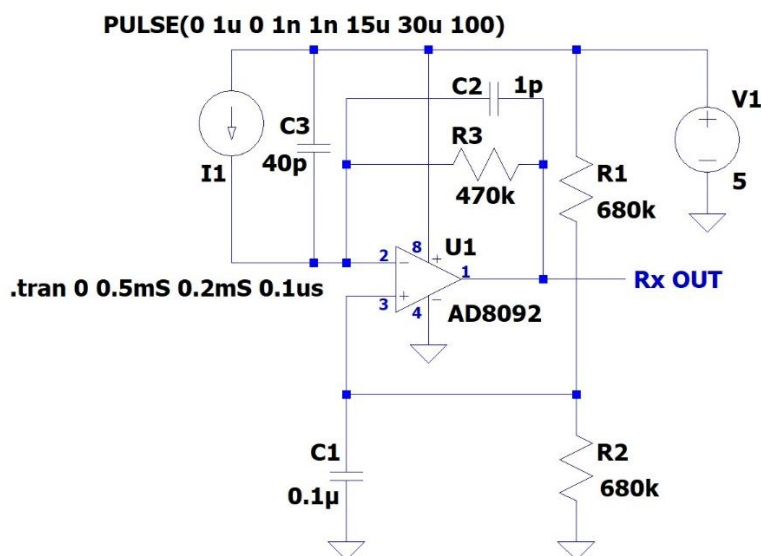 PULSE(0 1u 0 1n 1n 15u 30u 100)
C2
1p
V1
C3
40p
I1
R3
470k
R1
680k
5
U1
2
8
1
3
4
.tran 0 0.5mS 0.2mS 0.1us
Rx OUT
AD8092
C1
0.1µ
R2
680k